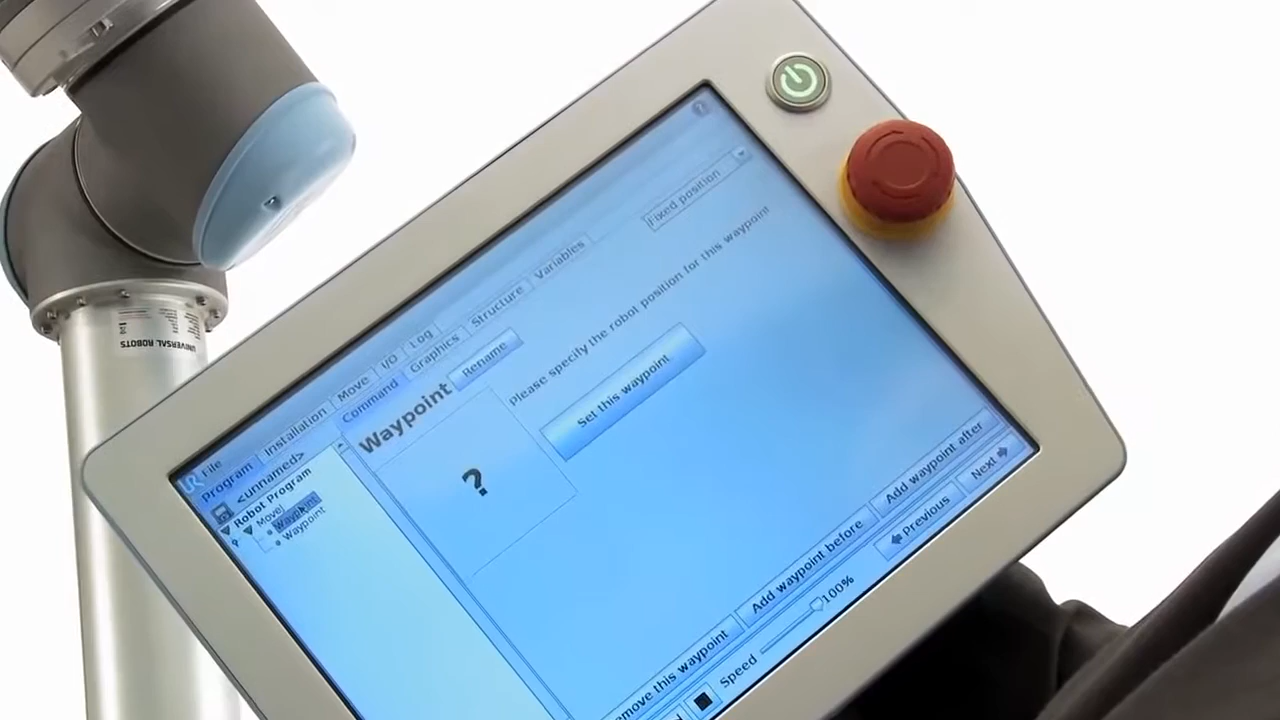 UNIVERSAL ROBOTS
?
File
Program
Installation
Move
I/O
Log
<unnamed>
Command
Graphics
Structure
Variables
Robot Program
MoveJ
Waypoint
Waypoint
Waypoint
Rename
Fixed position
Please specify the robot position for this waypoint
Set this waypoint
?
move this waypoint
Add waypoint before
Add waypoint after
Speed
100%
Previous
Next